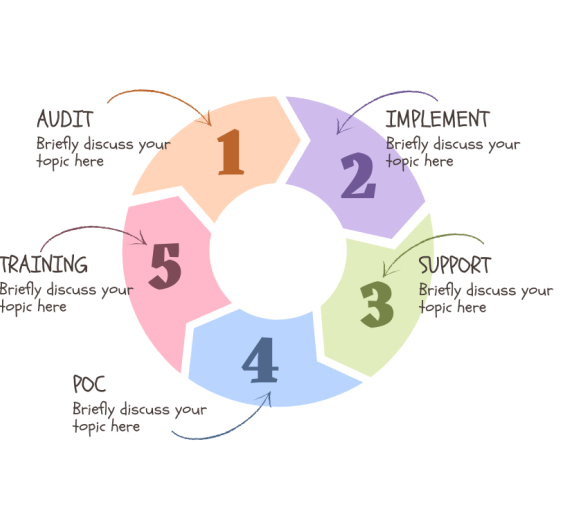 AUDIT
Briefly discuss your
topic here
1
IMPLEMENT
Briefly discuss your
topic here
2
SUPPORT
Briefly discuss your
topic here
3
POC
Briefly discuss your
topic here
4
TRAINING
Briefly discuss your
topic here
5